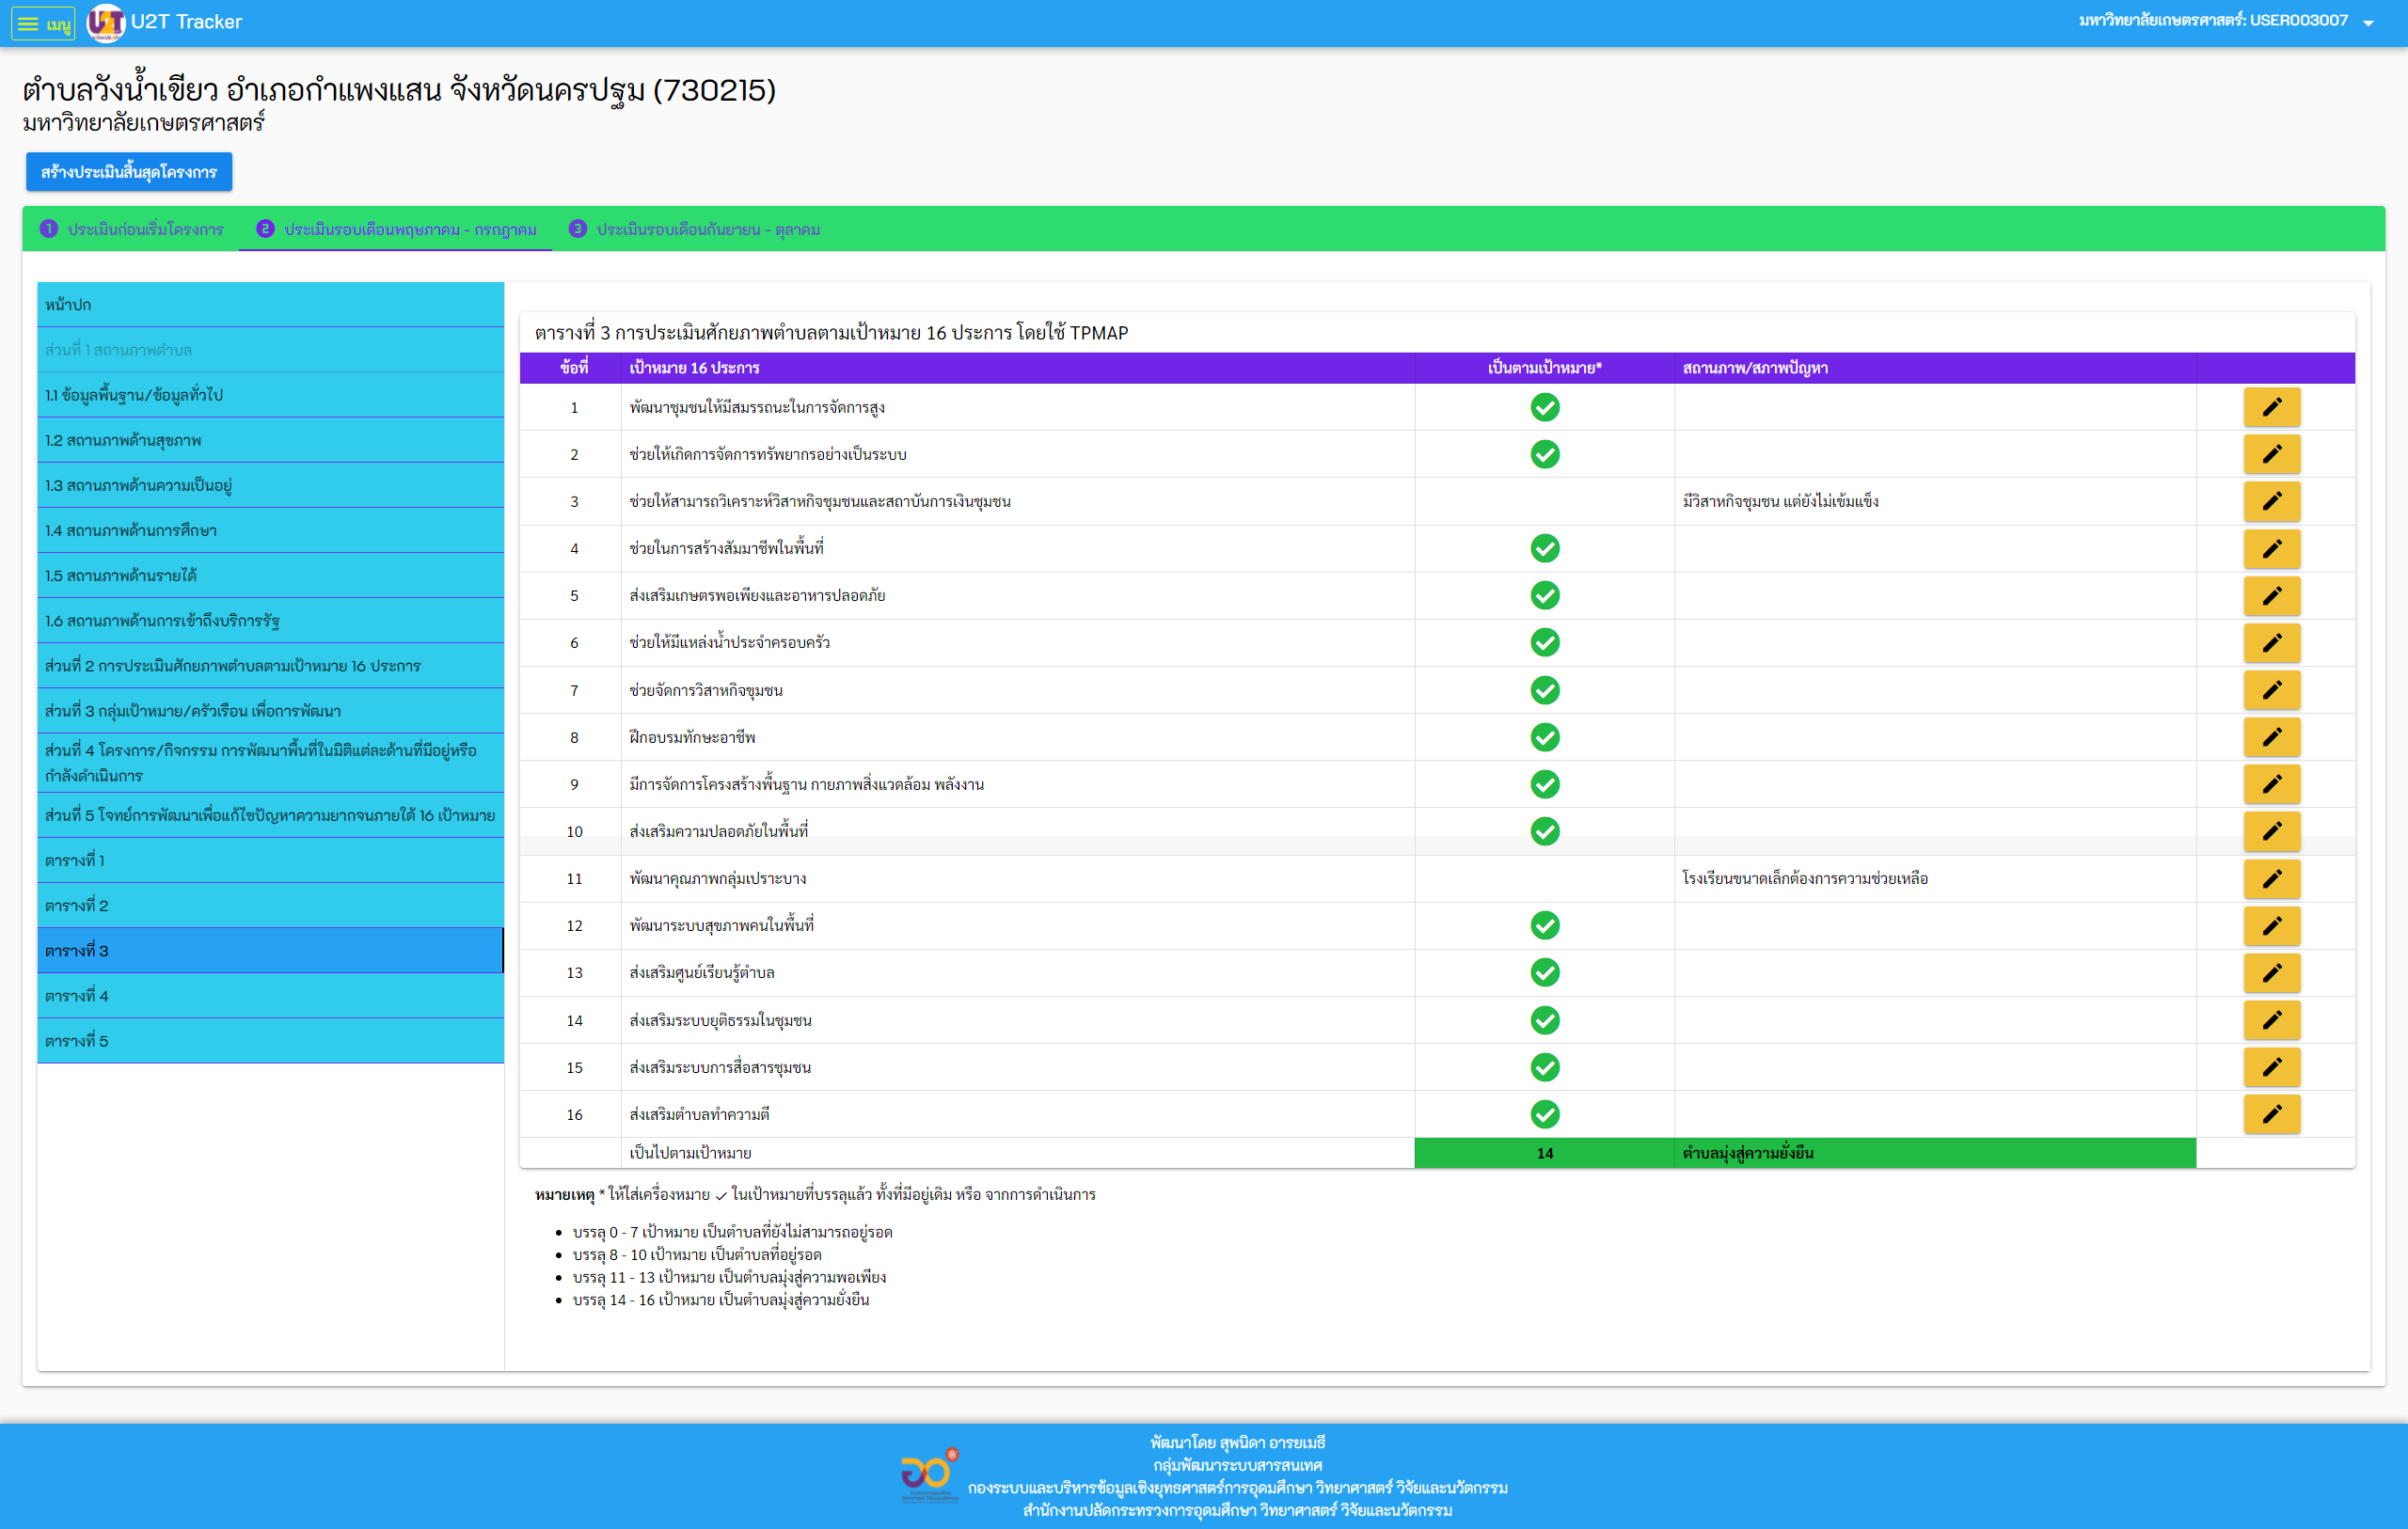 เมนู U2T Tracker มหาวิทยาลัยเกษตรศาสตร์: USER003007
ตำบลวังน้ำเขียว อำเภอกำแพงแสน จังหวัดนครปฐม (730215)
มหาวิทยาลัยเกษตรศาสตร์
สร้างประเมินสิ้นสุดโครงการ
1 ประเมินก่อนเริ่มโครงการ 2 ประเมินรอบเดือนพฤษภาคม - กรกฎาคม 3 ประเมินรอบเดือนกันยายน - ตุลาคม
หน้าปก
ส่วนที่ 1 สถานภาพตำบล
1.1 ข้อมูลพื้นฐาน/ข้อมูลทั่วไป
1.2 สถานภาพด้านสุขภาพ
1.3 สถานภาพด้านความเป็นอยู่
1.4 สถานภาพด้านการศึกษา
1.5 สถานภาพด้านรายได้
1.6 สถานภาพด้านการเข้าถึงบริการรัฐ
ส่วนที่ 2 การประเมินศักยภาพตำบลตามเป้าหมาย 16 ประการ
ส่วนที่ 3 กลุ่มเป้าหมาย/ครัวเรือน เพื่อการพัฒนา
ส่วนที่ 4 โครงการ/กิจกรรม การพัฒนาพื้นที่ในมิติแต่ละด้านที่มีอยู่หรือ
กำลังดำเนินการ
ส่วนที่ 5 โจทย์การพัฒนาเพื่อแก้ไขปัญหาความยากจนภายใต้ 16 เป้าหมาย
ตารางที่ 1
ตารางที่ 2
ตารางที่ 3
ตารางที่ 4
ตารางที่ 5
ตารางที่ 3 การประเมินศักยภาพตำบลตามเป้าหมาย 16 ประการ โดยใช้ TPMAP
ข้อที่ เป้าหมาย 16 ประการ เป็นตามเป้าหมาย* สถานภาพ/สภาพปัญหา
1 พัฒนาชุมชนให้มีสมรรถนะในการจัดการสูง
2 ช่วยให้เกิดการจัดการทรัพยากรอย่างเป็นระบบ
3 ช่วยให้สามารถวิเคราะห์วิสาหกิจชุมชนและสถาบันการเงินชุมชน มีวิสาหกิจชุมชน แต่ยังไม่เข้มแข็ง
4 ช่วยในการสร้างสัมมาชีพในพื้นที่
5 ส่งเสริมเกษตรพอเพียงและอาหารปลอดภัย
6 ช่วยให้มีแหล่งน้ำประจำครอบครัว
7 ช่วยจัดการวิสาหกิจขุมชน
8 ฝึกอบรมทักษะอาชีพ
9 มีการจัดการโครงสร้างพื้นฐาน กายภาพสิ่งแวดล้อม พลังงาน
10 ส่งเสริมความปลอดภัยในพื้นที่
11 พัฒนาคุณภาพกลุ่มเปราะบาง โรงเรียนขนาดเล็กต้องการความช่วยเหลือ
12 พัฒนาระบบสุขภาพคนในพื้นที่
13 ส่งเสริมศูนย์เรียนรู้ตำบล
14 ส่งเสริมระบบยุติธรรมในชุมชน
15 ส่งเสริมระบบการสื่อสารชุมชน
16 ส่งเสริมตำบลทำความดี
เป็นไปตามเป้าหมาย 14 ตำบลมุ่งสู่ความยั่งยืน
หมายเหตุ * ให้ใส่เครื่องหมาย ✓ ในเป้าหมายที่บรรลุแล้ว ทั้งที่มีอยู่เดิม หรือ จากการดำเนินการ
• บรรลุ 0 - 7 เป้าหมาย เป็นตำบลที่ยังไม่สามารถอยู่รอด
• บรรลุ 8 - 10 เป้าหมาย เป็นตำบลที่อยู่รอด
• บรรลุ 11 - 13 เป้าหมาย เป็นตำบลมุ่งสู่ความพอเพียง
• บรรลุ 14 - 16 เป้าหมาย เป็นตำบลมุ่งสู่ความยั่งยืน
พัฒนาโดย สุพนิดา อารยเมธี
กลุ่มพัฒนาระบบสารสนเทศ
กองระบบและบริหารข้อมูลเชิงยุทธศาสตร์การอุดมศึกษา วิทยาศาสตร์ วิจัยและนวัตกรรม
สำนักงานปลัดกระทรวงการอุดมศึกษา วิทยาศาสตร์ วิจัยและนวัตกรรม